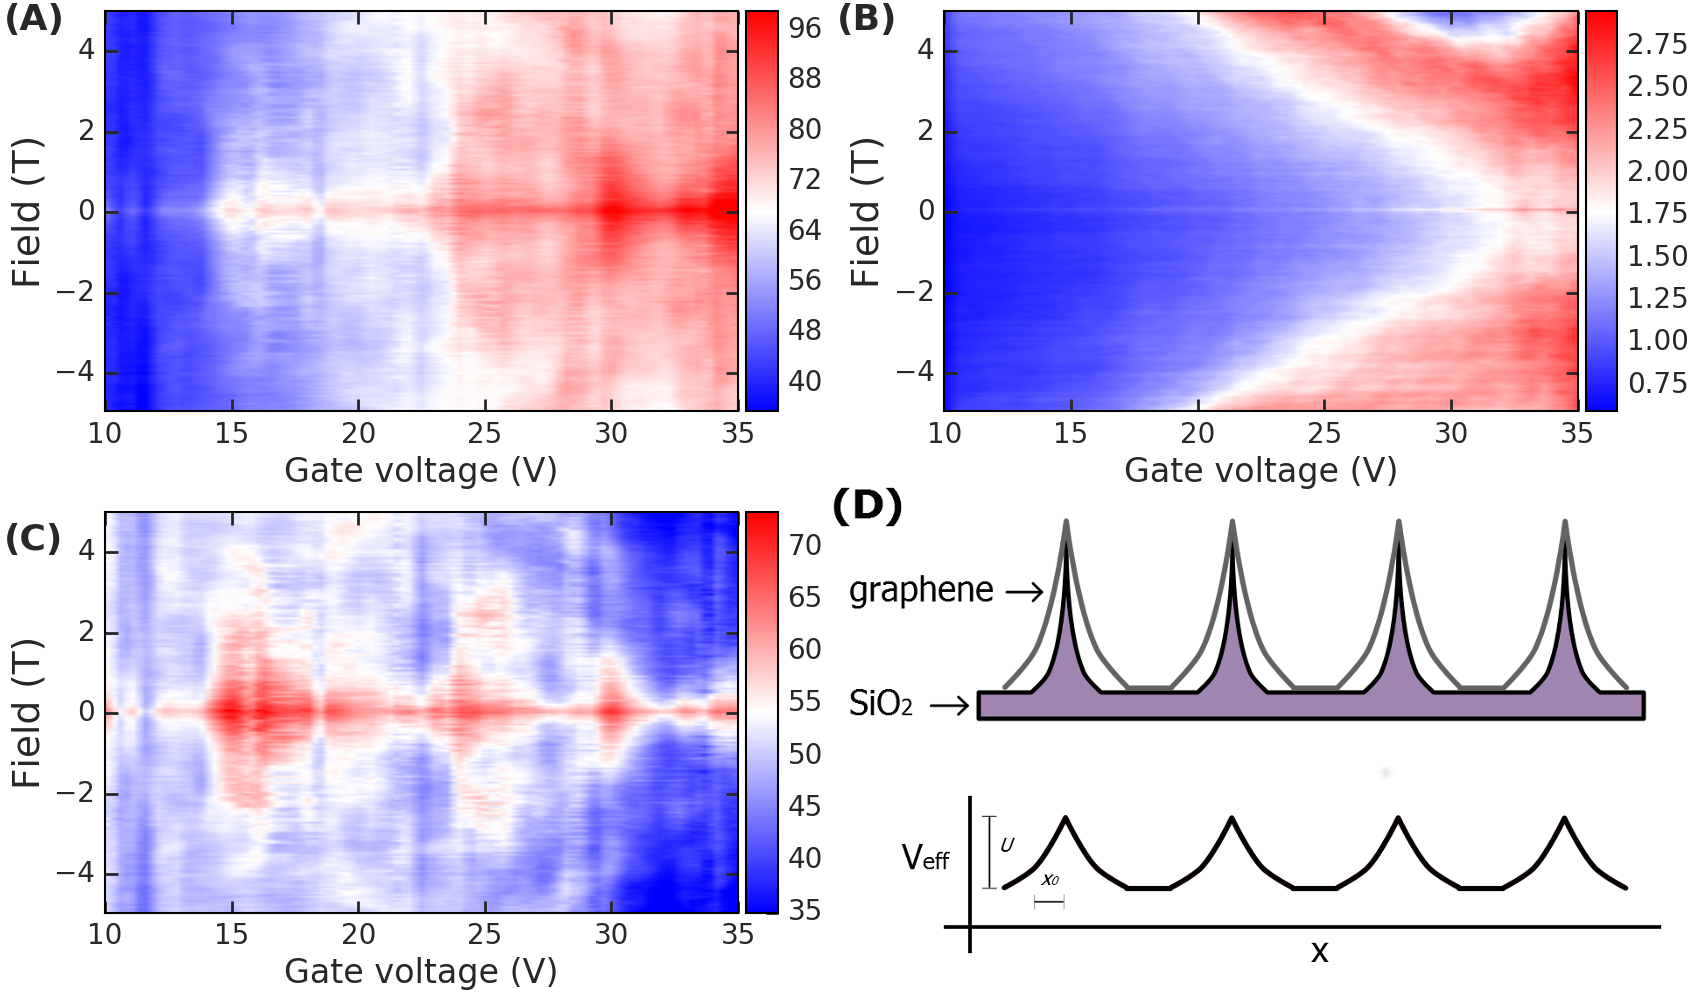 (A)
4
2
0
−2
−4
Field (T)
10 15 20 25 30 35
Gate voltage (V)
96
88
80
72
64
56
48
40
(B)
4
2
0
−2
−4
Field (T)
10 15 20 25 30 35
Gate voltage (V)
2.75
2.50
2.25
2.00
1.75
1.50
1.25
1.00
0.75
(C)
4
2
0
−2
−4
Field (T)
10 15 20 25 30 35
Gate voltage (V)
70
65
60
55
50
45
40
35
(D)
graphene →
SiO₂ →
Veff
U
x₀
x